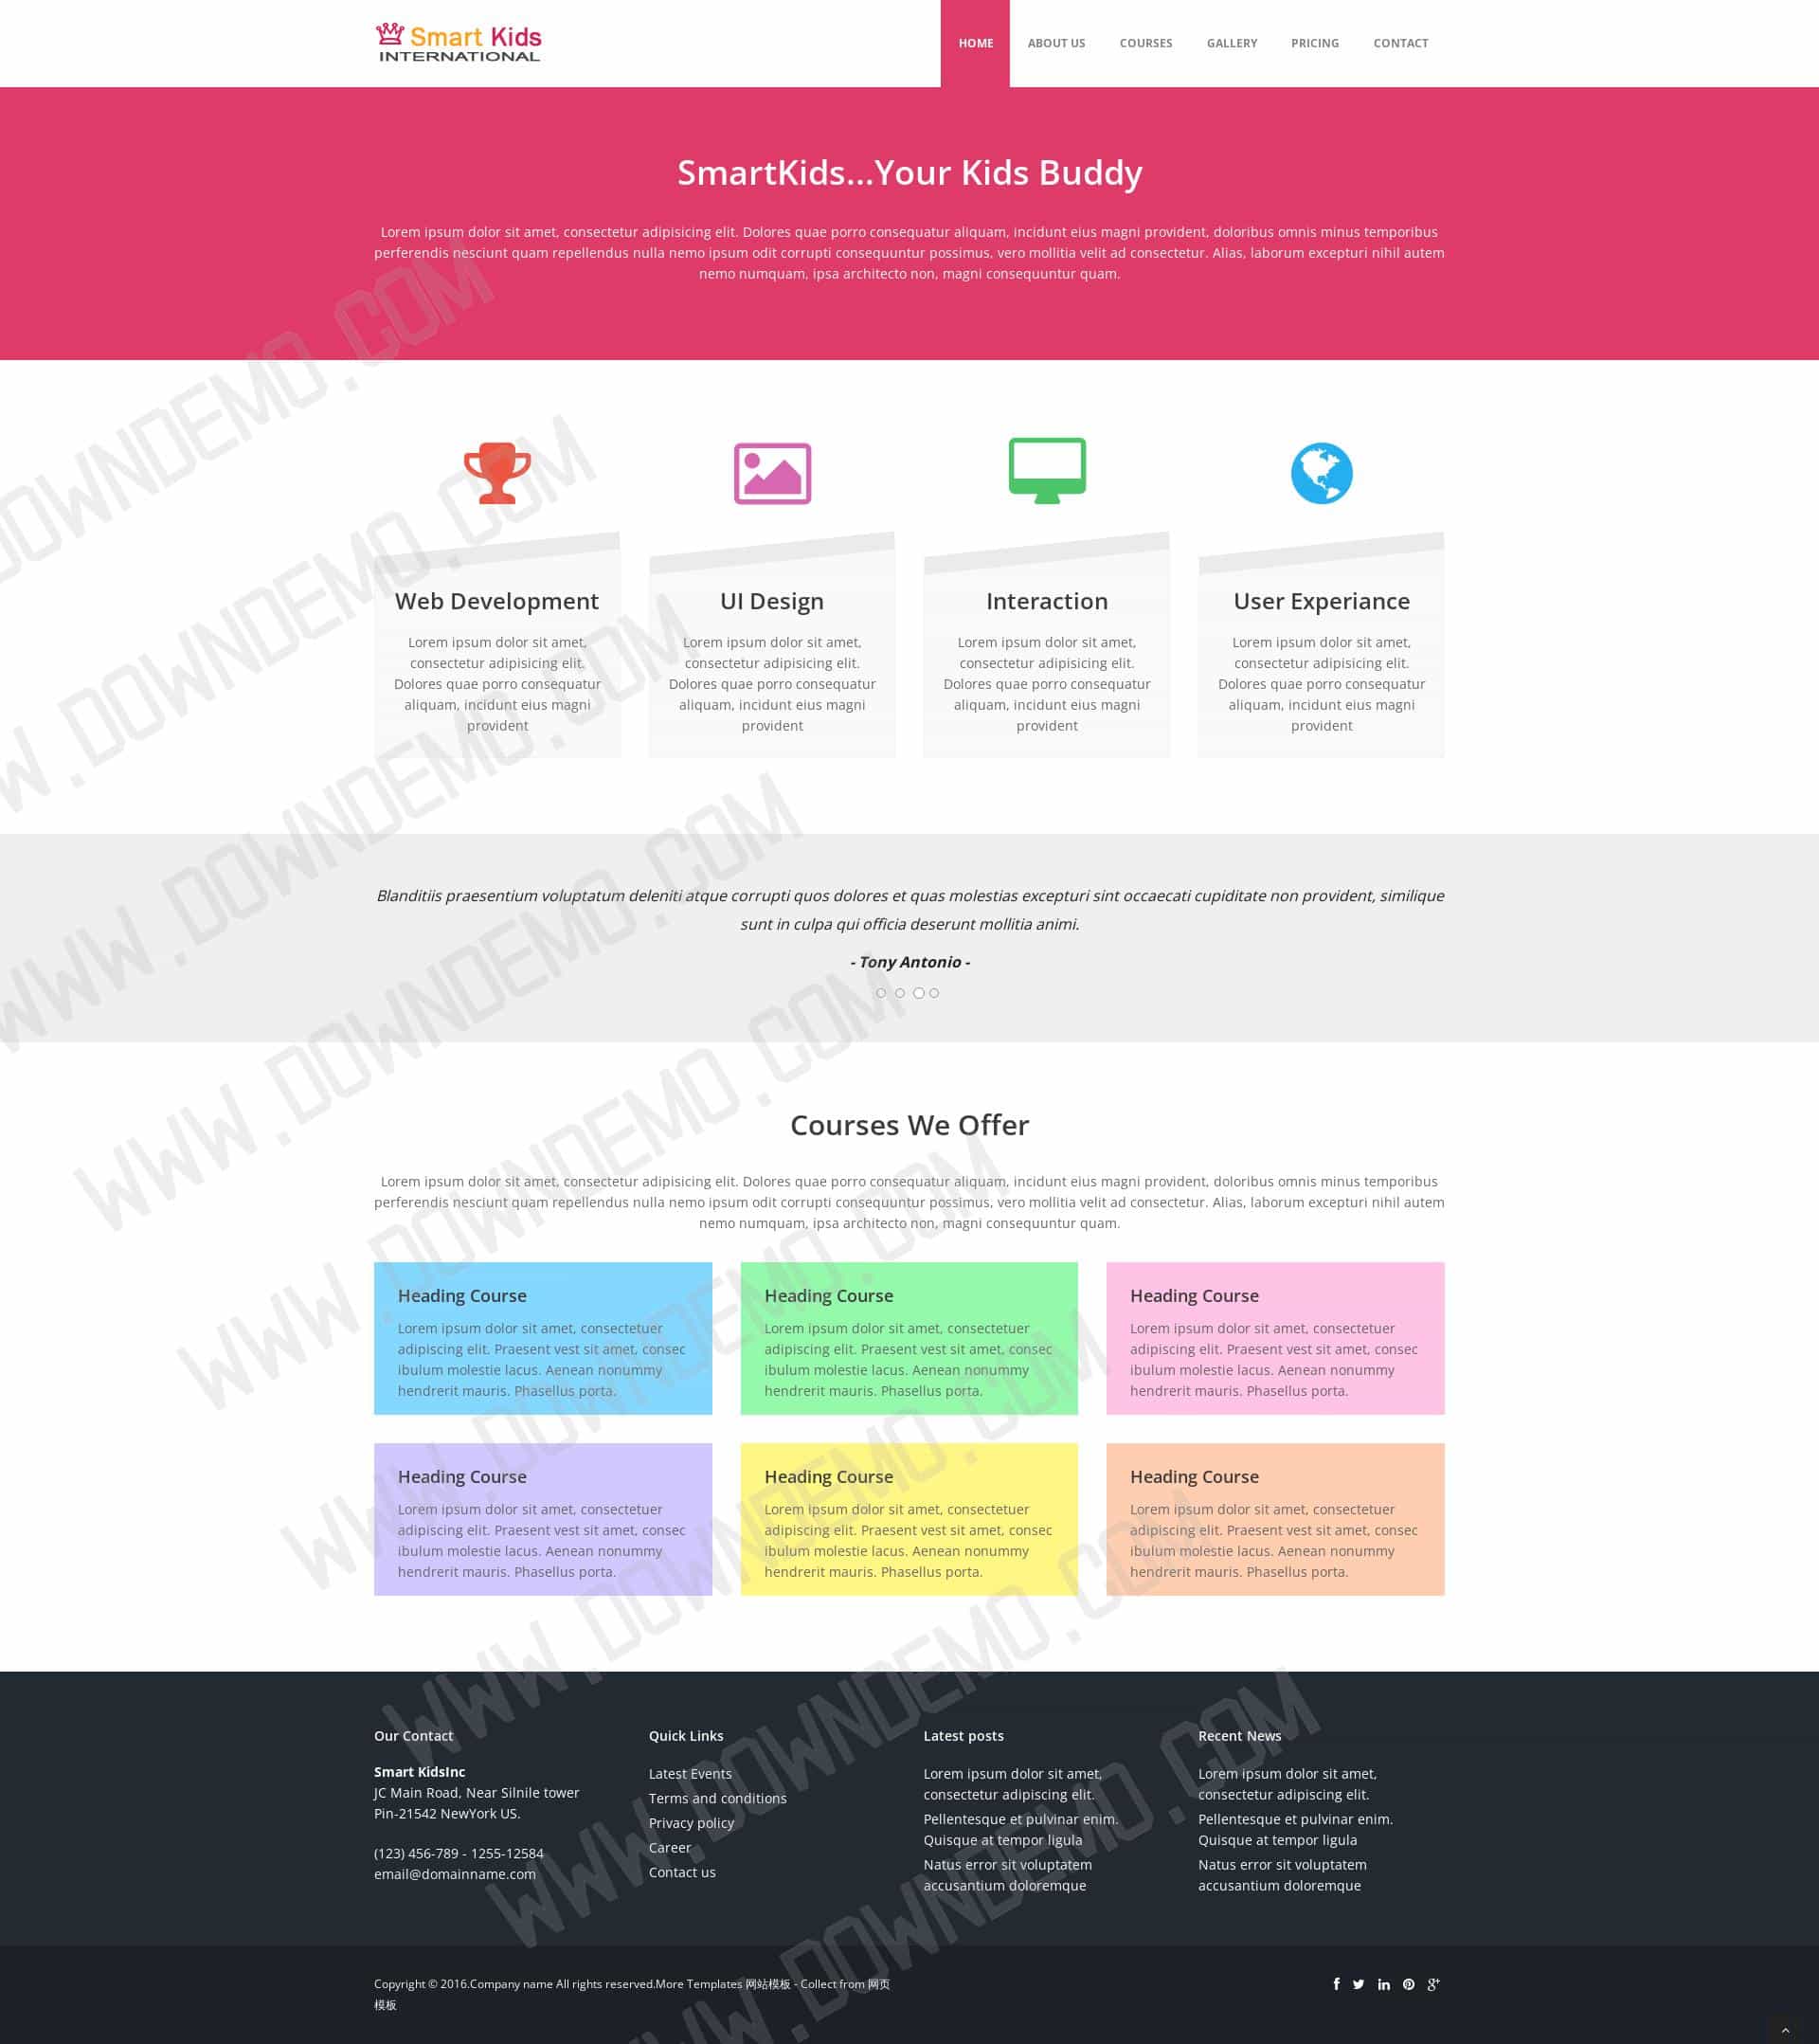 Smart Kids
INTERNATIONAL
HOME ABOUT US COURSES GALLERY PRICING CONTACT
SmartKids...Your Kids Buddy
Lorem ipsum dolor sit amet, consectetur adipisicing elit. Dolores quae porro consequatur aliquam, incidunt eius magni provident, doloribus omnis minus temporibus
perferendis nesciunt quam repellendus nulla nemo ipsum odit corrupti consequuntur possimus, vero mollitia velit ad consectetur. Alias, laborum excepturi nihil autem
nemo numquam, ipsa architecto non, magni consequuntur quam.
Web Development
Lorem ipsum dolor sit amet,
consectetur adipisicing elit.
Dolores quae porro consequatur
aliquam, incidunt eius magni
provident
UI Design
Lorem ipsum dolor sit amet,
consectetur adipisicing elit.
Dolores quae porro consequatur
aliquam, incidunt eius magni
provident
Interaction
Lorem ipsum dolor sit amet,
consectetur adipisicing elit.
Dolores quae porro consequatur
aliquam, incidunt eius magni
provident
User Experiance
Lorem ipsum dolor sit amet,
consectetur adipisicing elit.
Dolores quae porro consequatur
aliquam, incidunt eius magni
provident
Blanditiis praesentium voluptatum deleniti atque corrupti quos dolores et quas molestias excepturi sint occaecati cupiditate non provident, similique
sunt in culpa qui officia deserunt mollitia animi.
- Tony Antonio -
Courses We Offer
Lorem ipsum dolor sit amet, consectetur adipisicing elit. Dolores quae porro consequatur aliquam, incidunt eius magni provident, doloribus omnis minus temporibus
perferendis nesciunt quam repellendus nulla nemo ipsum odit corrupti consequuntur possimus, vero mollitia velit ad consectetur. Alias, laborum excepturi nihil autem
nemo numquam, ipsa architecto non, magni consequuntur quam.
Heading Course
Lorem ipsum dolor sit amet, consectetuer
adipiscing elit. Praesent vest sit amet, consec
ibulum molestie lacus. Aenean nonummy
hendrerit mauris. Phasellus porta.
Heading Course
Lorem ipsum dolor sit amet, consectetuer
adipiscing elit. Praesent vest sit amet, consec
ibulum molestie lacus. Aenean nonummy
hendrerit mauris. Phasellus porta.
Heading Course
Lorem ipsum dolor sit amet, consectetuer
adipiscing elit. Praesent vest sit amet, consec
ibulum molestie lacus. Aenean nonummy
hendrerit mauris. Phasellus porta.
Heading Course
Lorem ipsum dolor sit amet, consectetuer
adipiscing elit. Praesent vest sit amet, consec
ibulum molestie lacus. Aenean nonummy
hendrerit mauris. Phasellus porta.
Heading Course
Lorem ipsum dolor sit amet, consectetuer
adipiscing elit. Praesent vest sit amet, consec
ibulum molestie lacus. Aenean nonummy
hendrerit mauris. Phasellus porta.
Heading Course
Lorem ipsum dolor sit amet, consectetuer
adipiscing elit. Praesent vest sit amet, consec
ibulum molestie lacus. Aenean nonummy
hendrerit mauris. Phasellus porta.
Our Contact
Smart KidsInc
JC Main Road, Near Silnile tower
Pin-21542 NewYork US.
(123) 456-789 - 1255-12584
email@domainname.com
Quick Links
Latest Events
Terms and conditions
Privacy policy
Career
Contact us
Latest posts
Lorem ipsum dolor sit amet,
consectetur adipiscing elit.
Pellentesque et pulvinar enim.
Quisque at tempor ligula
Natus error sit voluptatem
accusantium doloremque
Recent News
Lorem ipsum dolor sit amet,
consectetur adipiscing elit.
Pellentesque et pulvinar enim.
Quisque at tempor ligula
Natus error sit voluptatem
accusantium doloremque
Copyright © 2016.Company name All rights reserved.More Templates 网站模板 - Collect from 网页
模板
WWW.DOWNDEMO.COM
WWW.DOWNDEMO.COM
WWW.DOWNDEMO.COM
WWW.DOWNDEMO.COM
WWW.DOWNDEMO.COM
WWW.DOWNDEMO.COM
WWW.DOWNDEMO.COM
WWW.DOWNDEMO.COM
WWW.DOWNDEMO.COM